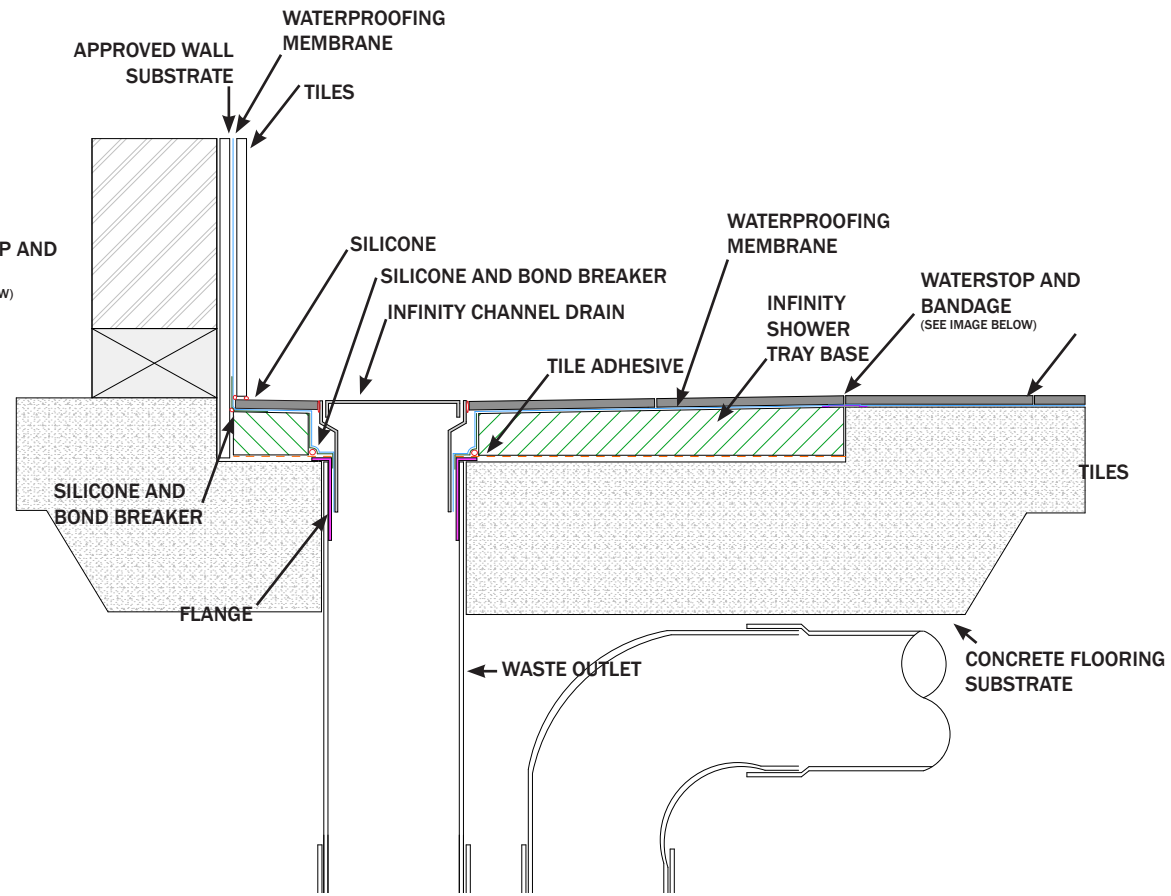 WATERPROOFING
MEMBRANE
APPROVED WALL
SUBSTRATE
TILES
P AND
W)
SILICONE
SILICONE AND BOND BREAKER
INFINITY CHANNEL DRAIN
WATERPROOFING
MEMBRANE
WATERSTOP AND
BANDAGE
(SEE IMAGE BELOW)
INFINITY
SHOWER
TRAY BASE
TILE ADHESIVE
TILES
SILICONE AND
BOND BREAKER
FLANGE
WASTE OUTLET
CONCRETE FLOORING
SUBSTRATE